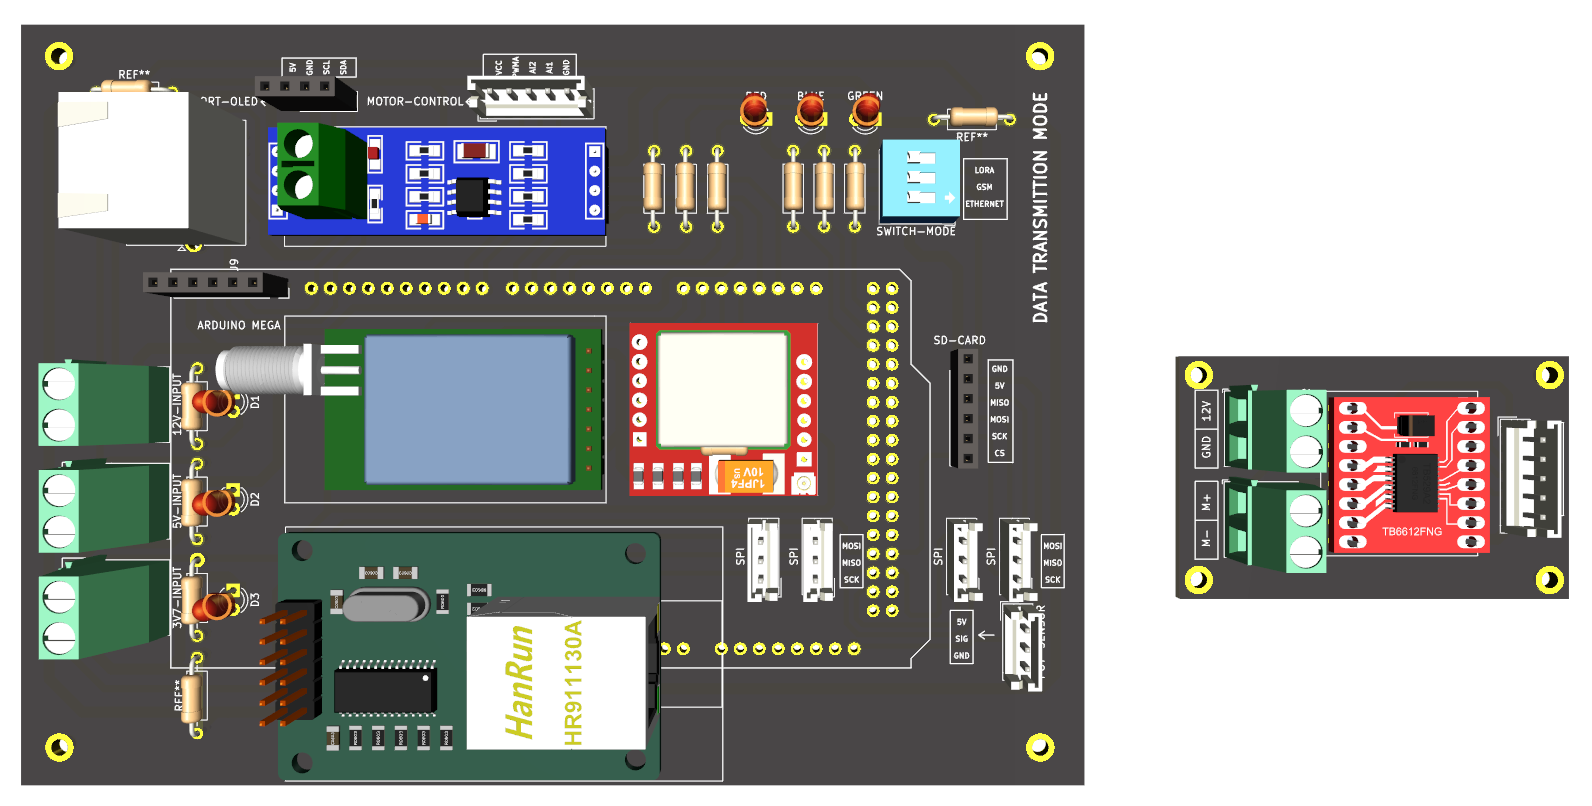 REF**
5V
GND
SCL
SDA
ORT-OLED
MOTOR-CONTROL
VCC
PWMA
AI2
AI1
GND
RED
BLUE
GREEN
REF**
LORA
GSM
ETHERNET
SWITCH-MODE
DATA TRANSMITION MODE
J9
ARDUINO MEGA
12V-INPUT
D1
5V-INPUT
D2
3V7-INPUT
D3
REF**
10V
1JPF4
SD-CARD
GND
5V
MISO
MOSI
SCK
CS
SPI
SPI
MOSI
MISO
SCK
SPI
SPI
MOSI
MISO
SCK
5V
SIG
GND
SENSOR
HanRun
HR911130A
12V
GND
M+
M-
TB6612FNG